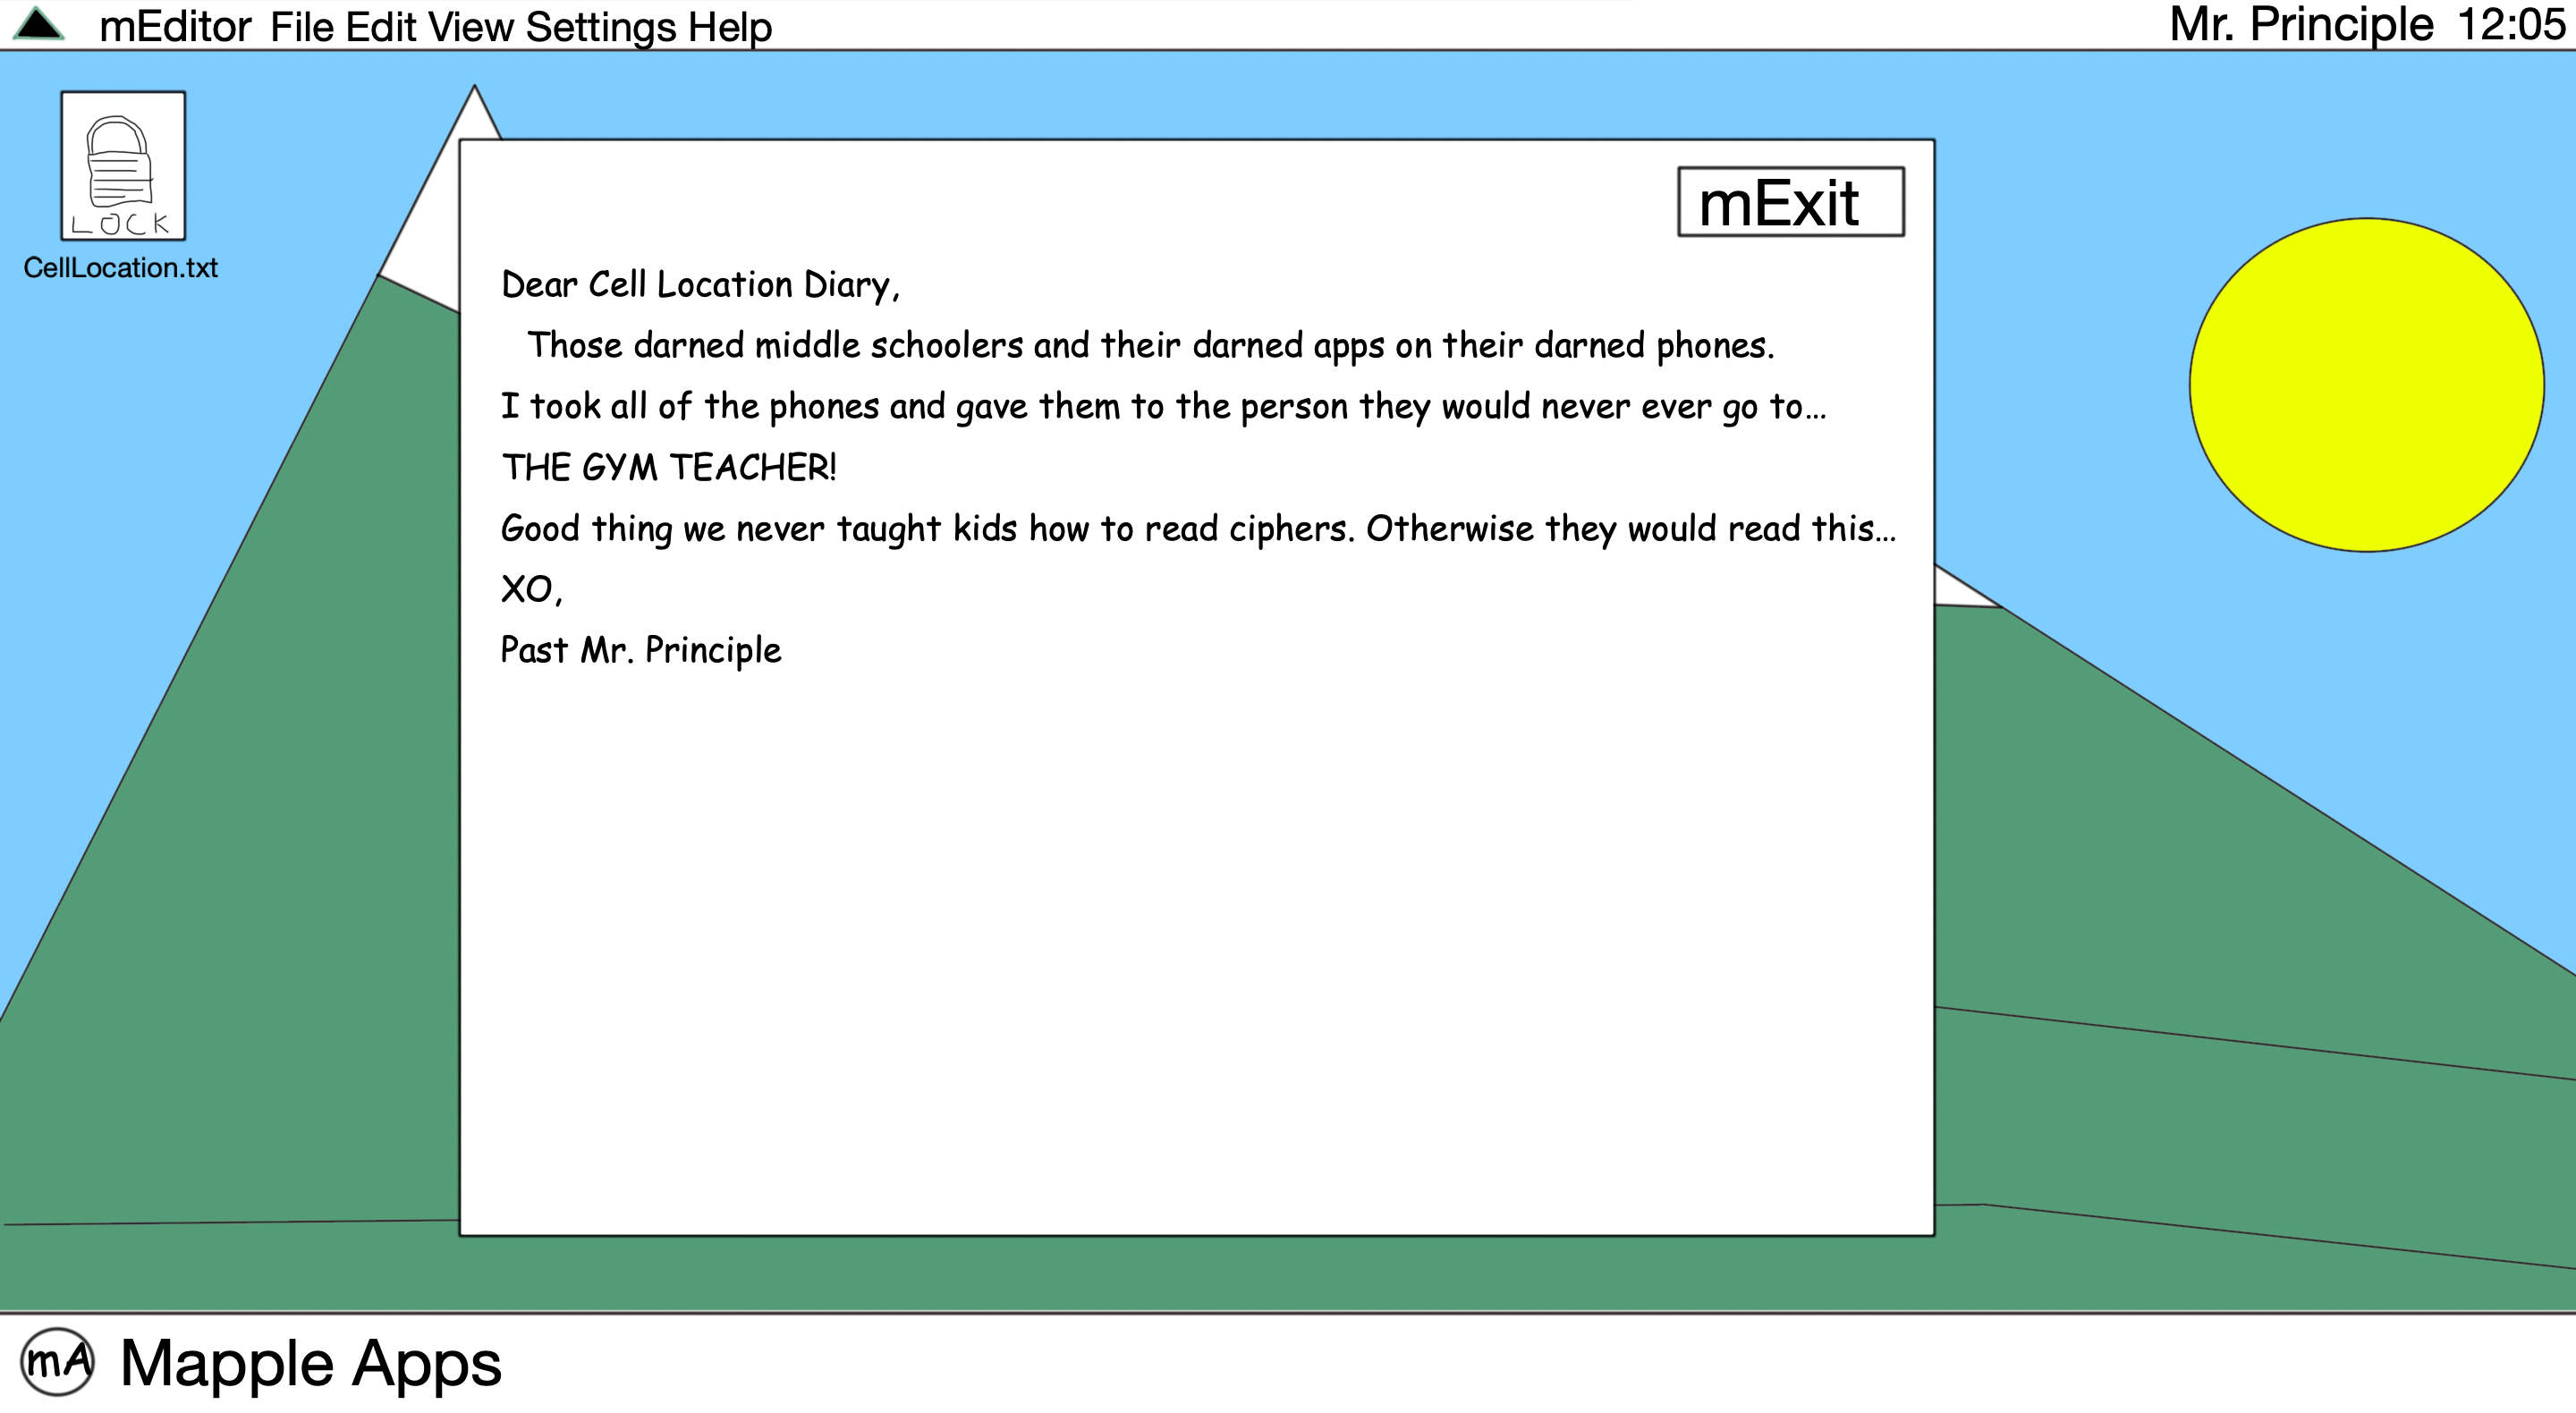 mEditor File Edit View Settings Help
Mr. Principle 12:05
LOCK
CellLocation.txt
mExit
Dear Cell Location Diary,
Those darned middle schoolers and their darned apps on their darned phones.
I took all of the phones and gave them to the person they would never ever go to...
THE GYM TEACHER!
Good thing we never taught kids how to read ciphers. Otherwise they would read this...
XO,
Past Mr. Principle
mA Mapple Apps